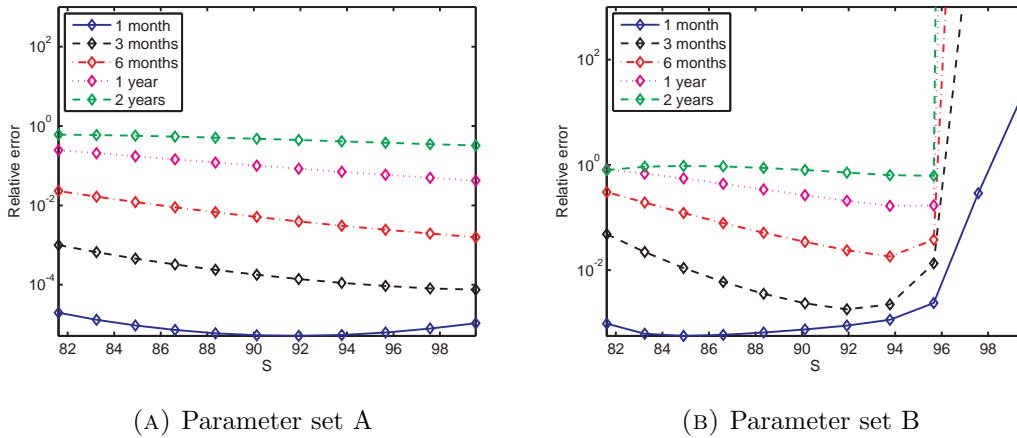 1 month
3 months
6 months
1 year
2 years
10^2
10^0
10^-2
10^-4
Relative error
82 84 86 88 90 92 94 96 98
S
(A) Parameter set A
1 month
3 months
6 months
1 year
2 years
10^2
10^0
10^-2
Relative error
82 84 86 88 90 92 94 96 98
S
(B) Parameter set B